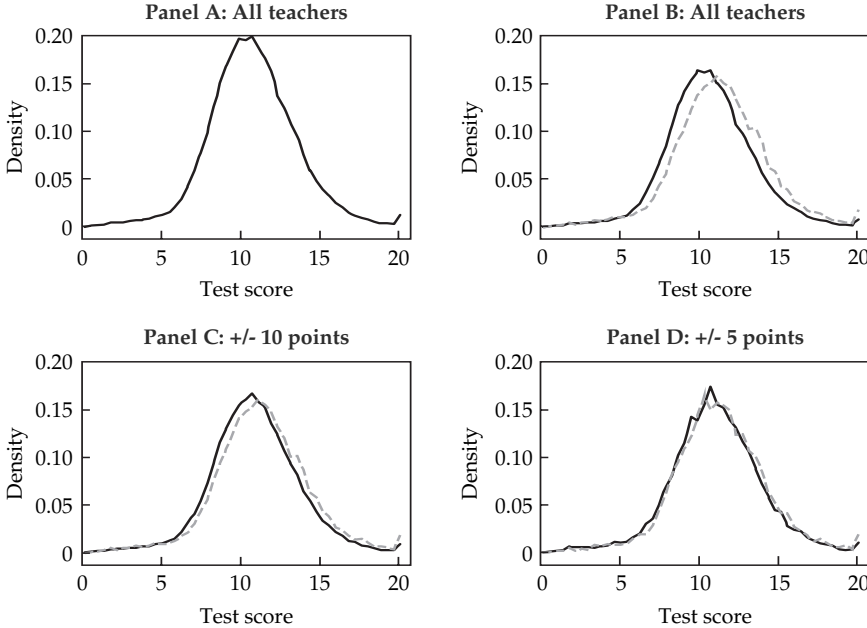 Panel A: All teachers
0.20
0.15
0.10
0.05
0
Density
0 5 10 15 20
Test score
Panel B: All teachers
0.20
0.15
0.10
0.05
0
Density
0 5 10 15 20
Test score
Panel C: +/- 10 points
0.20
0.15
0.10
0.05
0
Density
0 5 10 15 20
Test score
Panel D: +/- 5 points
0.20
0.15
0.10
0.05
0
Density
0 5 10 15 20
Test score